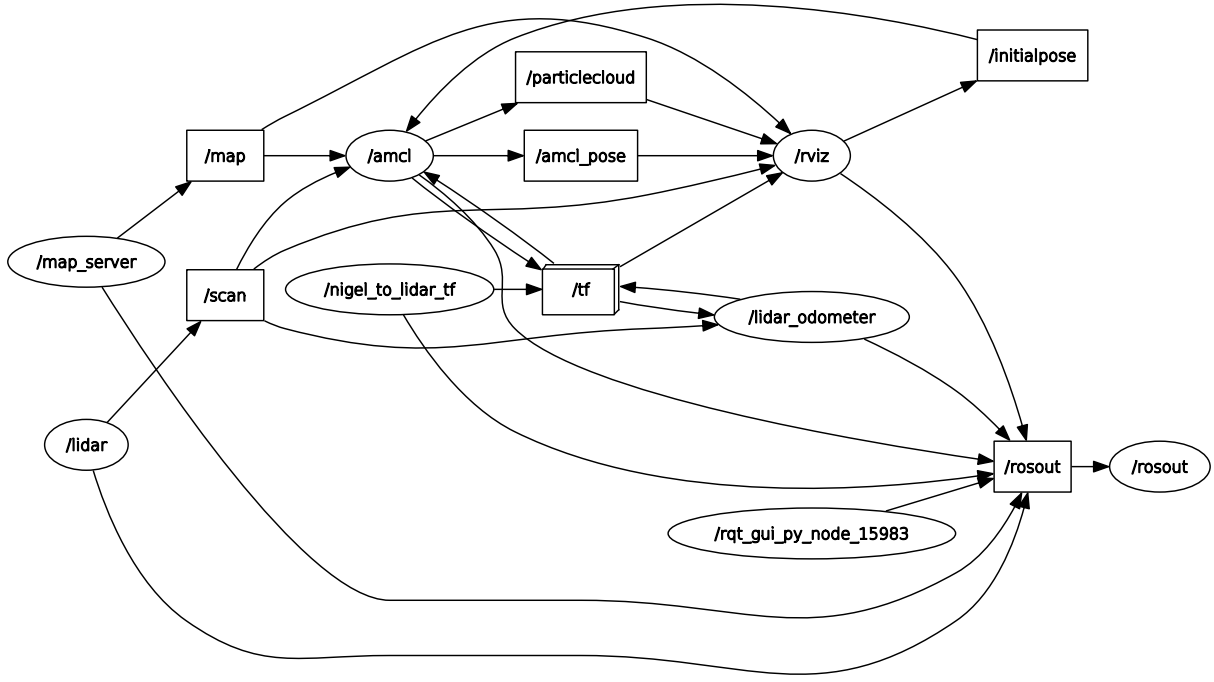 /initialpose
/particlecloud
/map
/amcl
/amcl_pose
/rviz
/map_server
/scan
/nigel_to_lidar_tf
/tf
/lidar_odometer
/lidar
/rosout
/rosout
/rqt_gui_py_node_15983